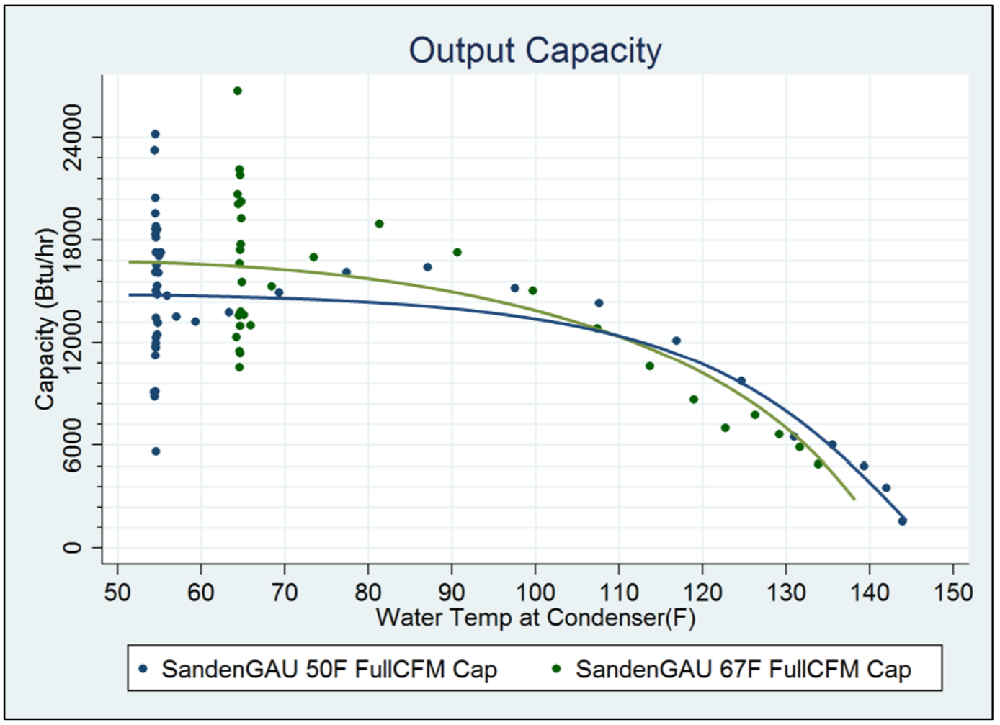 Output Capacity
Capacity (Btu/hr)
24000
18000
12000
6000
0
50 60 70 80 90 100 110 120 130 140 150
Water Temp at Condenser(F)
SandenGAU 50F FullCFM Cap SandenGAU 67F FullCFM Cap